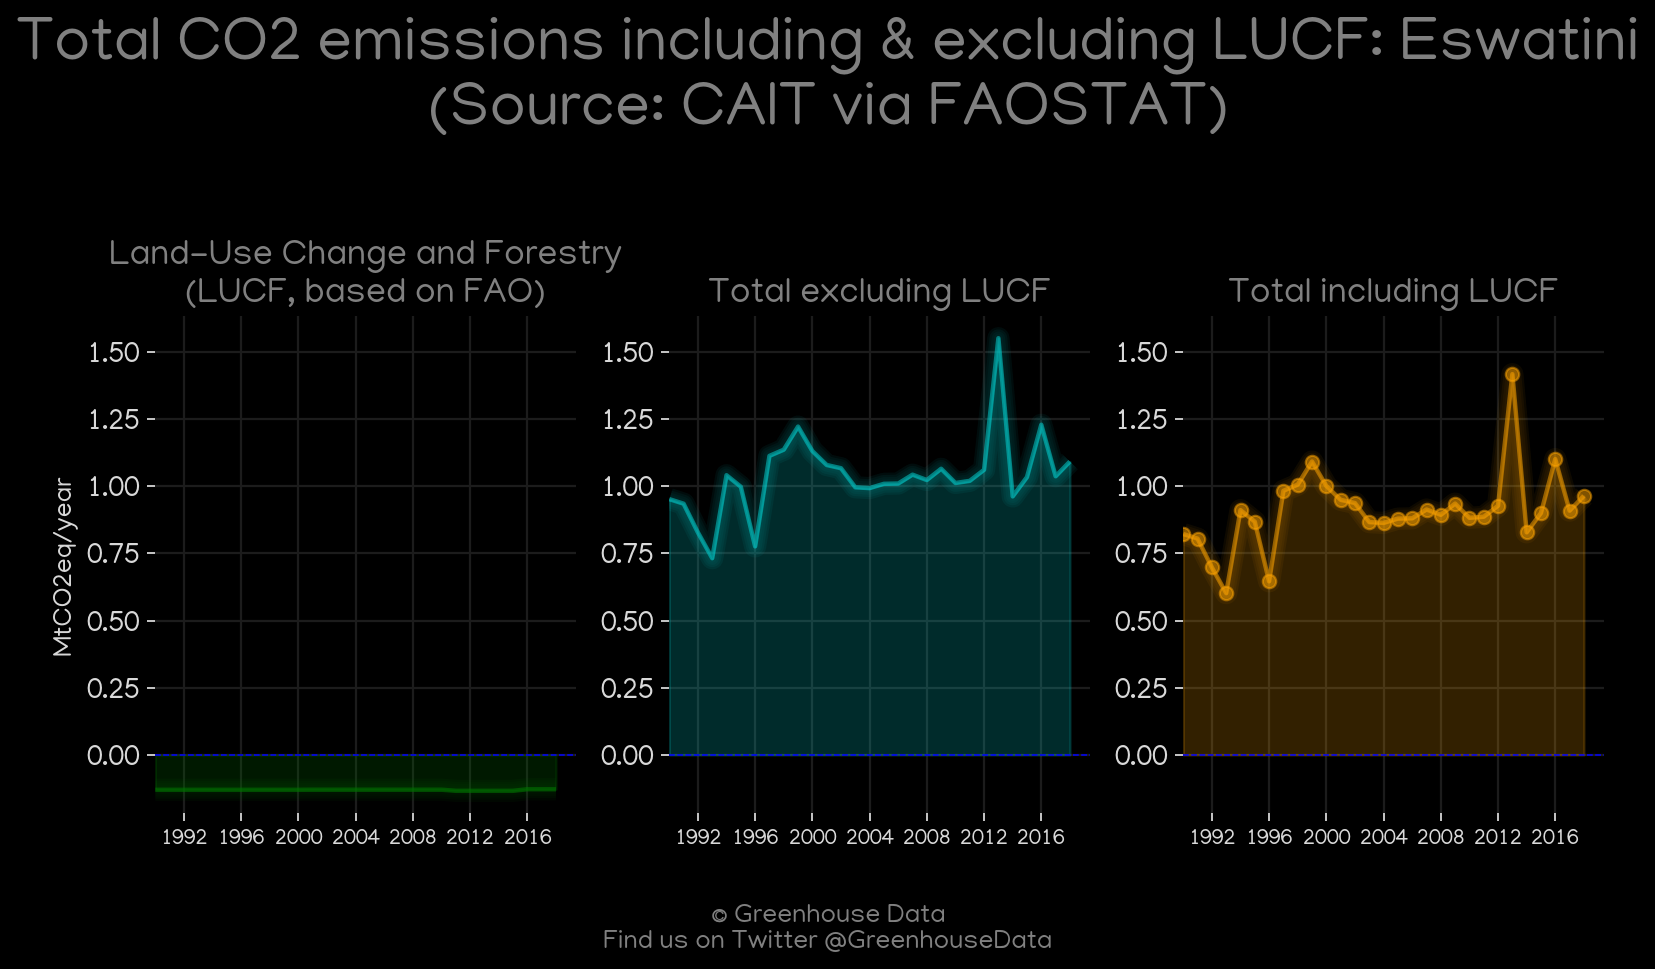 Total CO2 emissions including & excluding LUCF: Eswatini
(Source: CAIT via FAOSTAT)
Land-Use Change and Forestry
(LUCF, based on FAO)
Total excluding LUCF
Total including LUCF
MtCO2eq/year
1.50
1.25
1.00
0.75
0.50
0.25
0.00
1992 1996 2000 2004 2008 2012 2016
1.50
1.25
1.00
0.75
0.50
0.25
0.00
1992 1996 2000 2004 2008 2012 2016
1.50
1.25
1.00
0.75
0.50
0.25
0.00
1992 1996 2000 2004 2008 2012 2016
© Greenhouse Data
Find us on Twitter @GreenhouseData